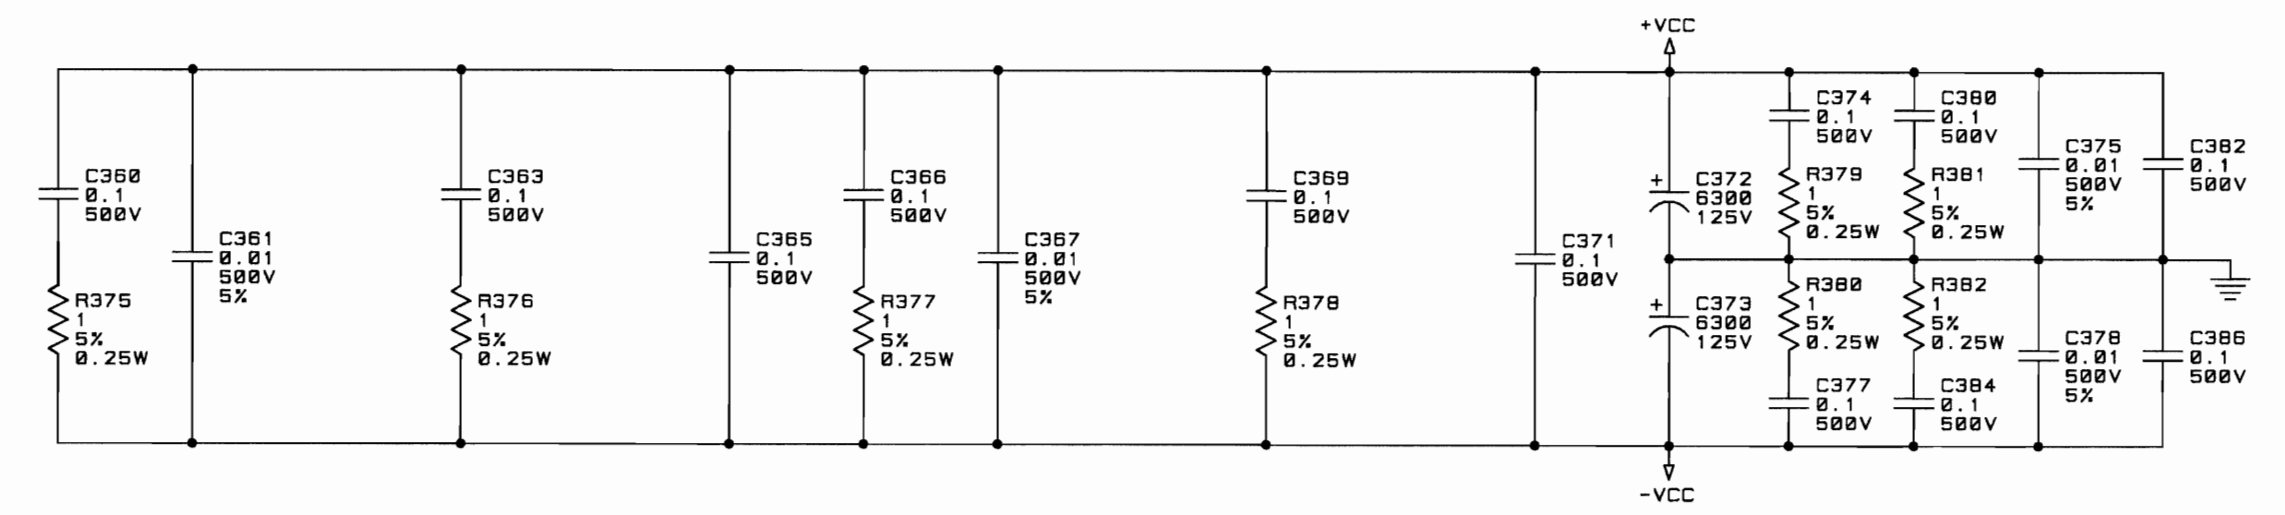 +VCC
C360
0.1
500V
R375
1
5%
0.25W
C361
0.01
500V
5%
C363
0.1
500V
R376
1
5%
0.25W
C365
0.1
500V
C366
0.1
500V
R377
1
5%
0.25W
C367
0.01
500V
5%
C369
0.1
500V
R378
1
5%
0.25W
C371
0.1
500V
+
C372
6300
125V
+
C373
6300
125V
C374
0.1
500V
R379
1
5%
0.25W
R380
1
5%
0.25W
C377
0.1
500V
C380
0.1
500V
R381
1
5%
0.25W
R382
1
5%
0.25W
C384
0.1
500V
C375
0.01
500V
5%
C378
0.01
500V
5%
C382
0.1
500V
C386
0.1
500V
-VCC